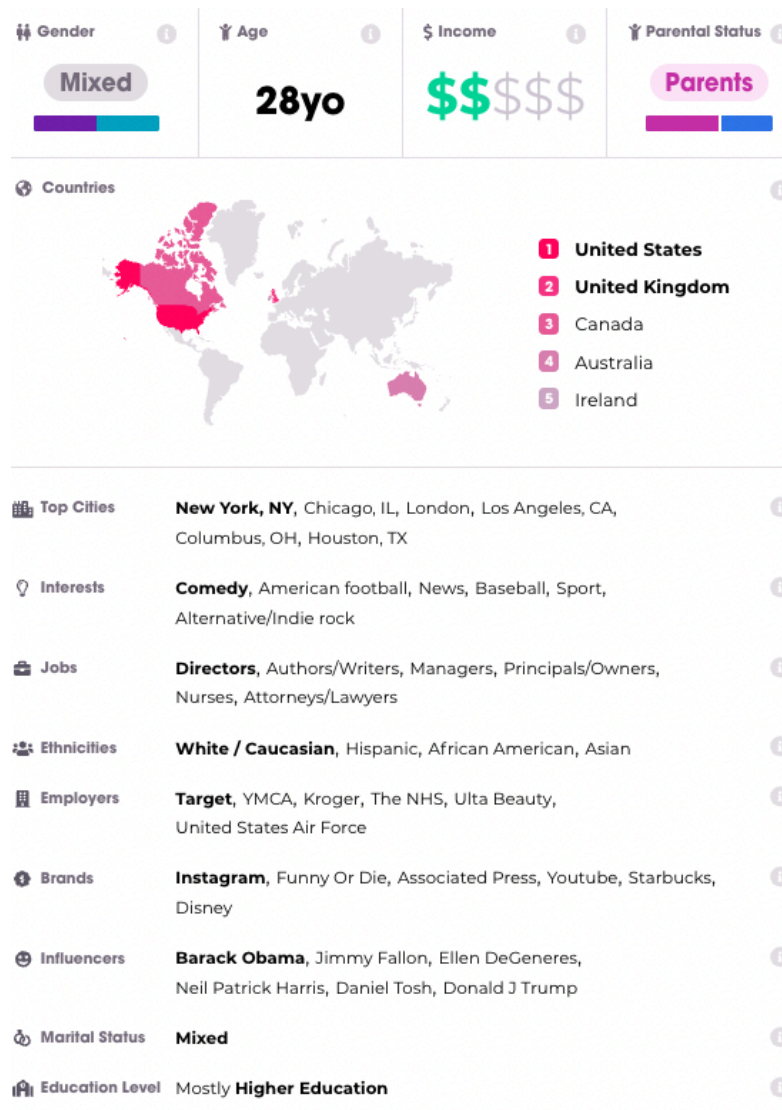 Gender
Age
$ Income
Parental Status
Mixed
28yo
$$$$$
Parents
Countries
1 United States
2 United Kingdom
3 Canada
4 Australia
5 Ireland
Top Cities New York, NY, Chicago, IL, London, Los Angeles, CA,
Columbus, OH, Houston, TX
Interests Comedy, American football, News, Baseball, Sport,
Alternative/Indie rock
Jobs Directors, Authors/Writers, Managers, Principals/Owners,
Nurses, Attorneys/Lawyers
Ethnicities White / Caucasian, Hispanic, African American, Asian
Employers Target, YMCA, Kroger, The NHS, Ulta Beauty,
United States Air Force
Brands Instagram, Funny Or Die, Associated Press, Youtube, Starbucks,
Disney
Influencers Barack Obama, Jimmy Fallon, Ellen DeGeneres,
Neil Patrick Harris, Daniel Tosh, Donald J Trump
Marital Status Mixed
Education Level Mostly Higher Education